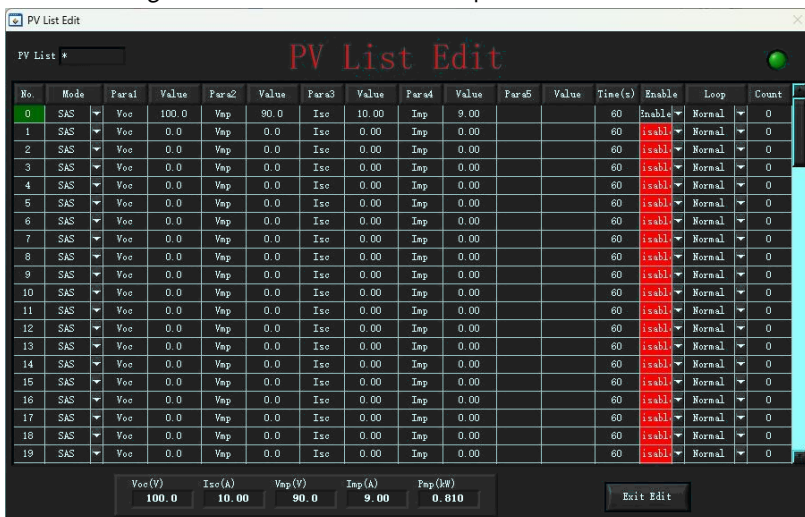 PV List Edit
PV List * PV List Edit
No. Mode Para1 Value Para2 Value Para3 Value Para4 Value Para5 Value Time(s) Enable Loop Count
0 SAS Voc 100.0 Vmp 90.0 Isc 10.00 Imp 9.00 60 Enable Normal 0
1 SAS Voc 0.0 Vmp 0.0 Isc 0.00 Imp 0.00 60 isabl Normal 0
2 SAS Voc 0.0 Vmp 0.0 Isc 0.00 Imp 0.00 60 isabl Normal 0
3 SAS Voc 0.0 Vmp 0.0 Isc 0.00 Imp 0.00 60 isabl Normal 0
4 SAS Voc 0.0 Vmp 0.0 Isc 0.00 Imp 0.00 60 isabl Normal 0
5 SAS Voc 0.0 Vmp 0.0 Isc 0.00 Imp 0.00 60 isabl Normal 0
6 SAS Voc 0.0 Vmp 0.0 Isc 0.00 Imp 0.00 60 isabl Normal 0
7 SAS Voc 0.0 Vmp 0.0 Isc 0.00 Imp 0.00 60 isabl Normal 0
8 SAS Voc 0.0 Vmp 0.0 Isc 0.00 Imp 0.00 60 isabl Normal 0
9 SAS Voc 0.0 Vmp 0.0 Isc 0.00 Imp 0.00 60 isabl Normal 0
10 SAS Voc 0.0 Vmp 0.0 Isc 0.00 Imp 0.00 60 isabl Normal 0
11 SAS Voc 0.0 Vmp 0.0 Isc 0.00 Imp 0.00 60 isabl Normal 0
12 SAS Voc 0.0 Vmp 0.0 Isc 0.00 Imp 0.00 60 isabl Normal 0
13 SAS Voc 0.0 Vmp 0.0 Isc 0.00 Imp 0.00 60 isabl Normal 0
14 SAS Voc 0.0 Vmp 0.0 Isc 0.00 Imp 0.00 60 isabl Normal 0
15 SAS Voc 0.0 Vmp 0.0 Isc 0.00 Imp 0.00 60 isabl Normal 0
16 SAS Voc 0.0 Vmp 0.0 Isc 0.00 Imp 0.00 60 isabl Normal 0
17 SAS Voc 0.0 Vmp 0.0 Isc 0.00 Imp 0.00 60 isabl Normal 0
18 SAS Voc 0.0 Vmp 0.0 Isc 0.00 Imp 0.00 60 isabl Normal 0
19 SAS Voc 0.0 Vmp 0.0 Isc 0.00 Imp 0.00 60 isabl Normal 0
Voc(V) Isc(A) Vmp(V) Imp(A) Pmp(kW)
100.0 10.00 90.0 9.00 0.810
Exit Edit